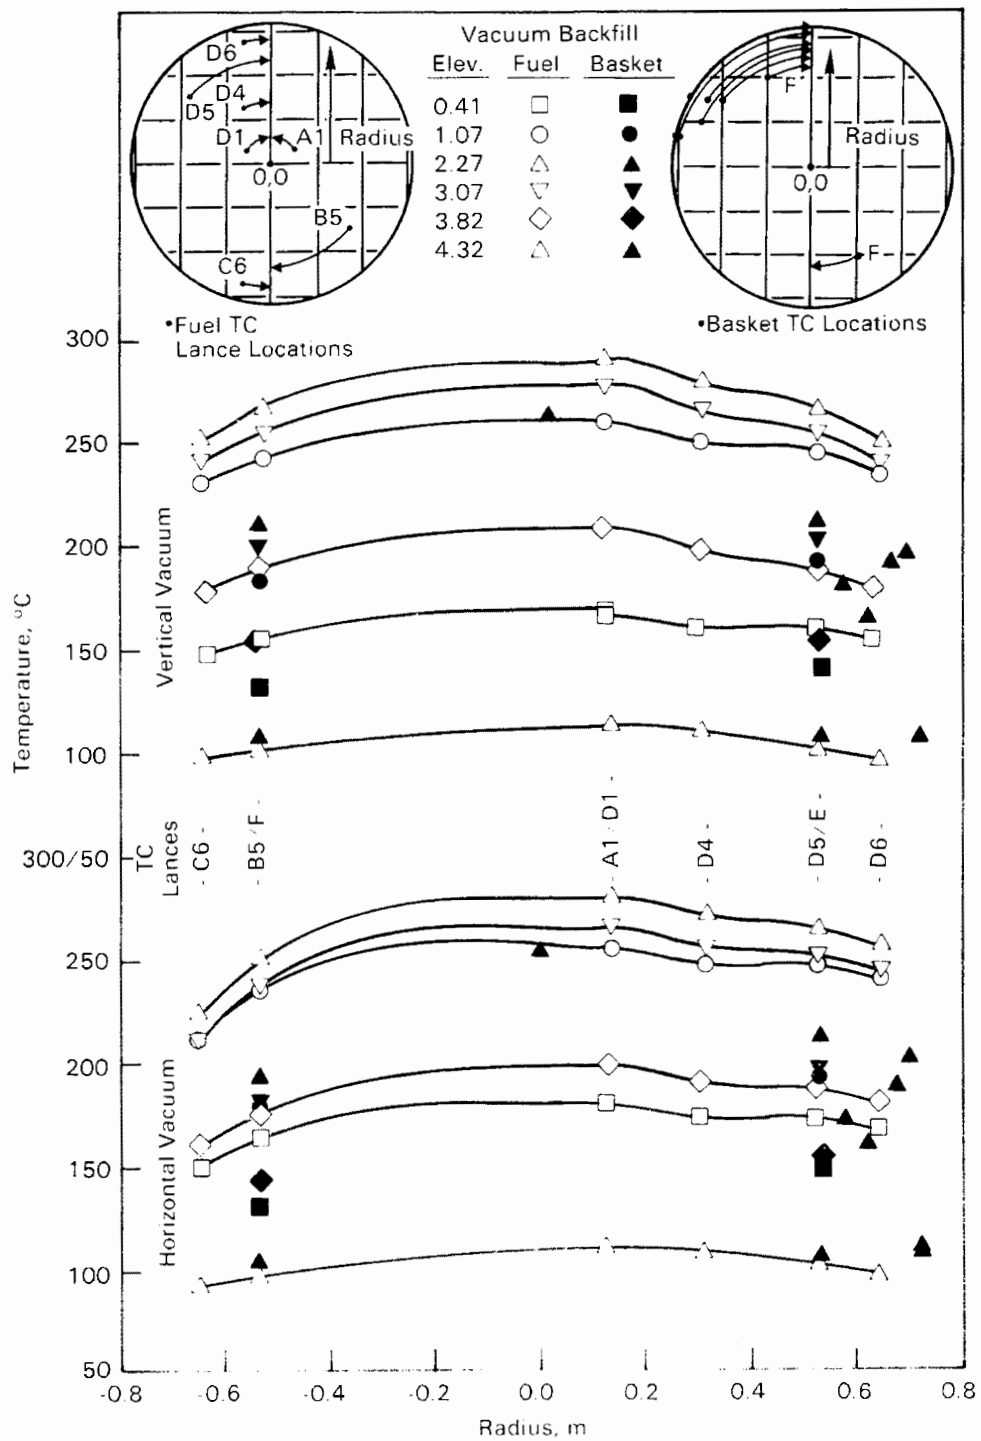 Vacuum Backfill
Elev. Fuel Basket
0.41
1.07
2.27
3.07
3.82
4.32
D6
D5
D4
D1
A1
Radius
0,0
B5
C6
•Fuel TC
Lance Locations
F
Radius
0,0
F
•Basket TC Locations
Temperature, °C
300
250
200
150
100
300/50
250
200
150
100
50
Vertical Vacuum
TC
Lances
C6
B5/F
A1/D1
D4
D5/E
D6
Horizontal Vacuum
-0.8 -0.6 -0.4 -0.2 0.0 0.2 0.4 0.6 0.8
Radius, m